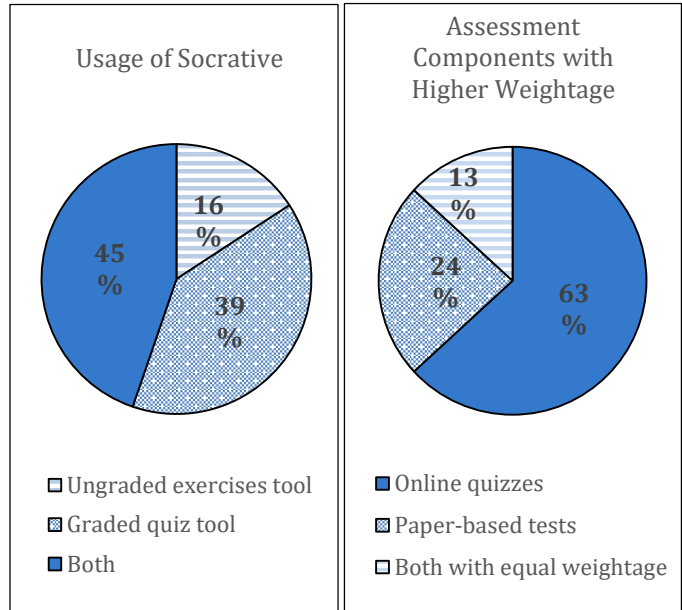 Usage of Socrative
16
%
39
%
45
%
Ungraded exercises tool
Graded quiz tool
Both
Assessment
Components with
Higher Weightage
13
%
24
%
63
%
Online quizzes
Paper-based tests
Both with equal weightage